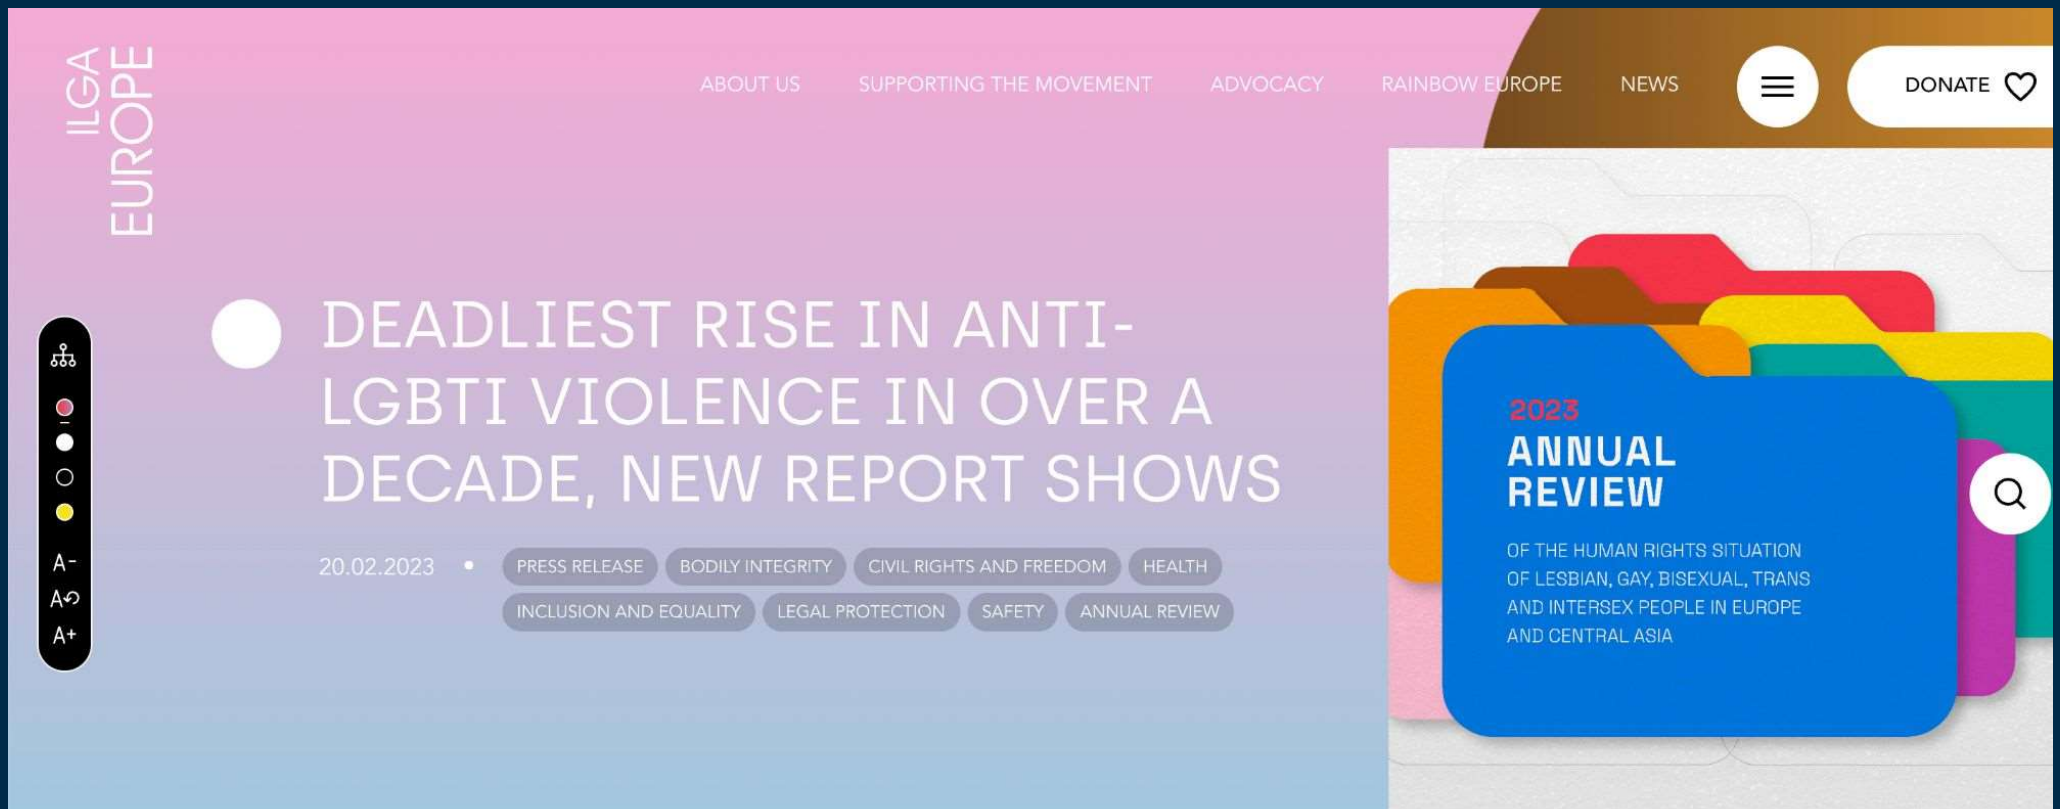 ILGA
EUROPE
ABOUT US
SUPPORTING THE MOVEMENT
ADVOCACY
RAINBOW EUROPE
NEWS
DONATE
DEADLIEST RISE IN ANTI-
LGBTI VIOLENCE IN OVER A
DECADE, NEW REPORT SHOWS
20.02.2023 •
PRESS RELEASE
BODILY INTEGRITY
CIVIL RIGHTS AND FREEDOM
HEALTH
INCLUSION AND EQUALITY
LEGAL PROTECTION
SAFETY
ANNUAL REVIEW
A-
A
A+
2023
ANNUAL
REVIEW
OF THE HUMAN RIGHTS SITUATION
OF LESBIAN, GAY, BISEXUAL, TRANS
AND INTERSEX PEOPLE IN EUROPE
AND CENTRAL ASIA